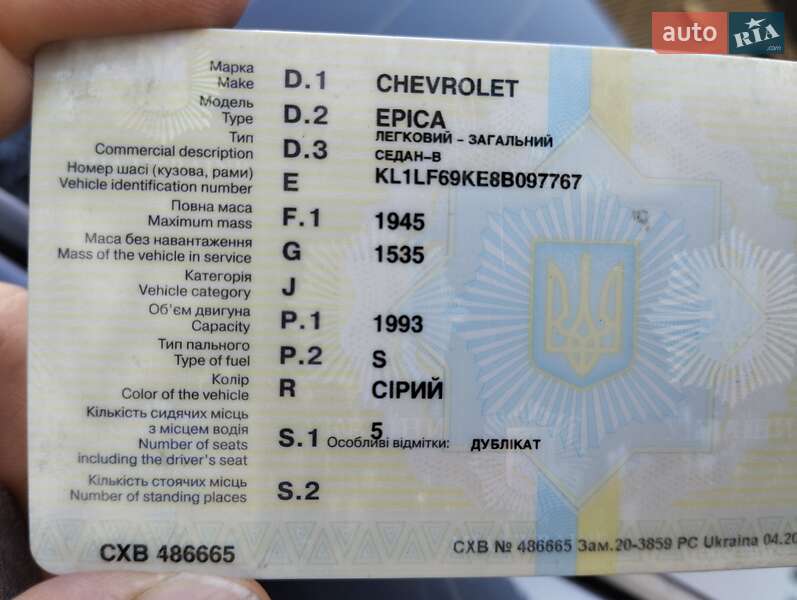 auto RIA .com
Марка
Make D.1 CHEVROLET
Модель
Type D.2 EPICA
Тип ЛЕГКОВИЙ - ЗАГАЛЬНИЙ
Commercial description D.3 СЕДАН-В
Номер шасі (кузова, рами)
Vehicle identification number E KL1LF69KE8B097767
Повна маса
Maximum mass F.1 1945
Маса без навантаження
Mass of the vehicle in service G 1535
Категорія
Vehicle category J
Об'єм двигуна
Capacity P.1 1993
Тип пального
Type of fuel P.2 S
Колір
Color of the vehicle R СІРИЙ
Кількість сидячих місць
з місцем водія 5
Number of seats S.1 Особливі відмітки: ДУБЛІКАТ
including the driver's seat
Кількість стоячих місць
Number of standing places S.2
СХВ 486665
СХВ № 486665 Зам.20-3859 PC Ukraina 04.20